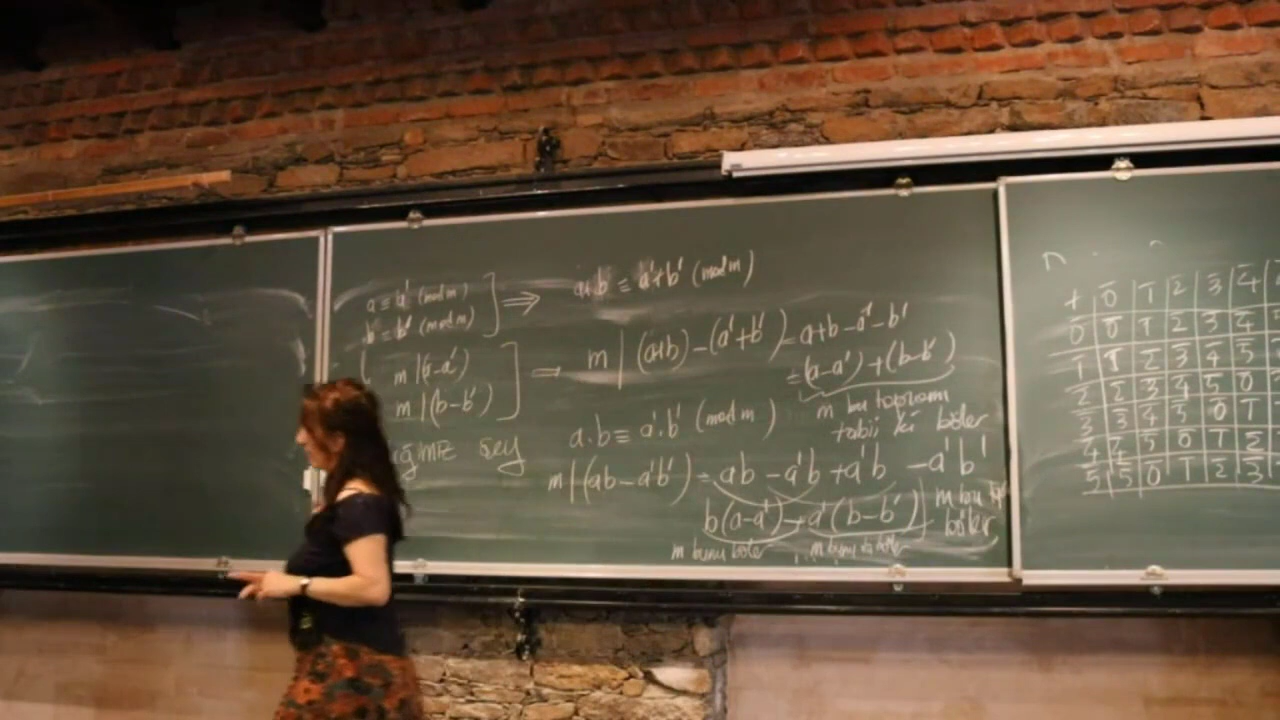 a ≡ a' (mod m)
b ≡ b' (mod m)
] ⇒ a+b ≡ a'+b' (mod m)
m | (a-a')
m | (b-b')
] ⇒ m | (a+b)-(a'+b') = a+b-a'-b'
= (a-a')+(b-b')
m bu toplamı
tabii ki böler
şey
a.b ≡ a'.b' (mod m)
m | (ab-a'b') = ab-a'b+a'b-a'b'
b(a-a')+a'(b-b')
m bunu böler
m bunu da böler
m bu
böler
+ 0̄ 1̄ 2̄ 3̄ 4̄
0̄ 0̄ 1̄ 2̄ 3̄ 4̄
1̄ 1̄ 2̄ 3̄ 4̄ 5̄
2̄ 2̄ 3̄ 4̄ 5̄ 0̄
3̄ 3̄ 4̄ 5̄ 0̄ 1̄
4̄ 4̄ 5̄ 0̄ 1̄ 2̄
5̄ 5̄ 0̄ 1̄ 2̄ 3̄